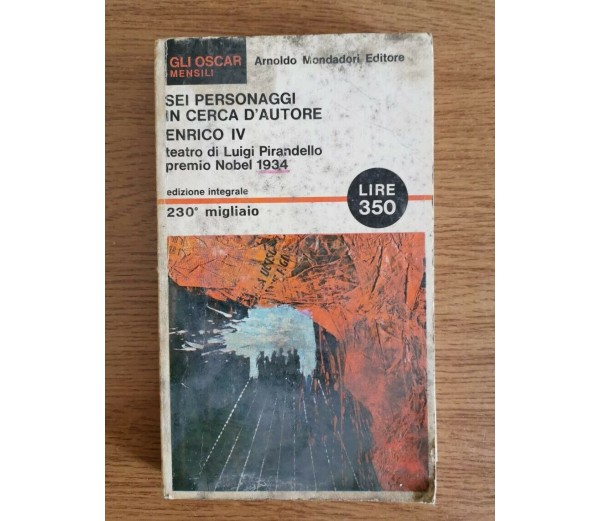 GLI OSCAR
MENSILI
Arnoldo Mondadori Editore
SEI PERSONAGGI
IN CERCA D'AUTORE
ENRICO IV
teatro di Luigi Pirandello
premio Nobel 1934
edizione integrale
LIRE
350
230° migliaio